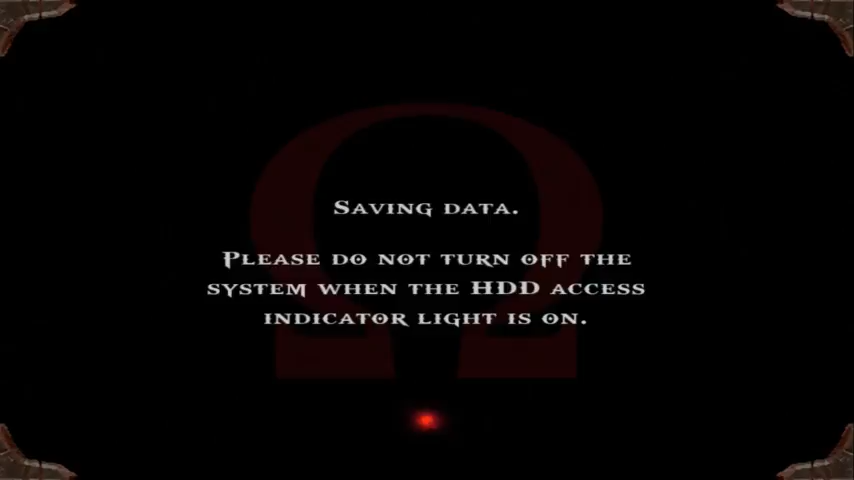 Saving data.
Please do not turn off the
system when the HDD access
indicator light is on.